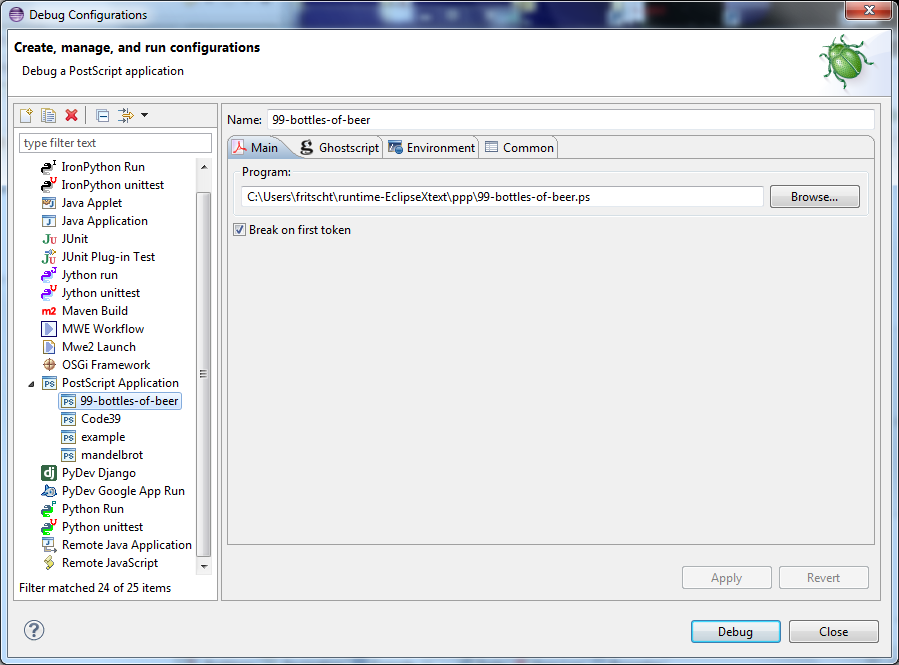 Debug Configurations
Create, manage, and run configurations
Debug a PostScript application
type filter text
IronPython Run
IronPython unittest
Java Applet
Java Application
JUnit
JUnit Plug-in Test
Jython run
Jython unittest
Maven Build
MWE Workflow
Mwe2 Launch
OSGi Framework
PostScript Application
99-bottles-of-beer
Code39
example
mandelbrot
PyDev Django
PyDev Google App Run
Python Run
Python unittest
Remote Java Application
Remote JavaScript
Filter matched 24 of 25 items
Name: 99-bottles-of-beer
Main Ghostscript Environment Common
Program:
C:\Users\fritscht\runtime-EclipseXtext\ppp\99-bottles-of-beer.ps Browse...
Break on first token
Apply Revert
Debug Close